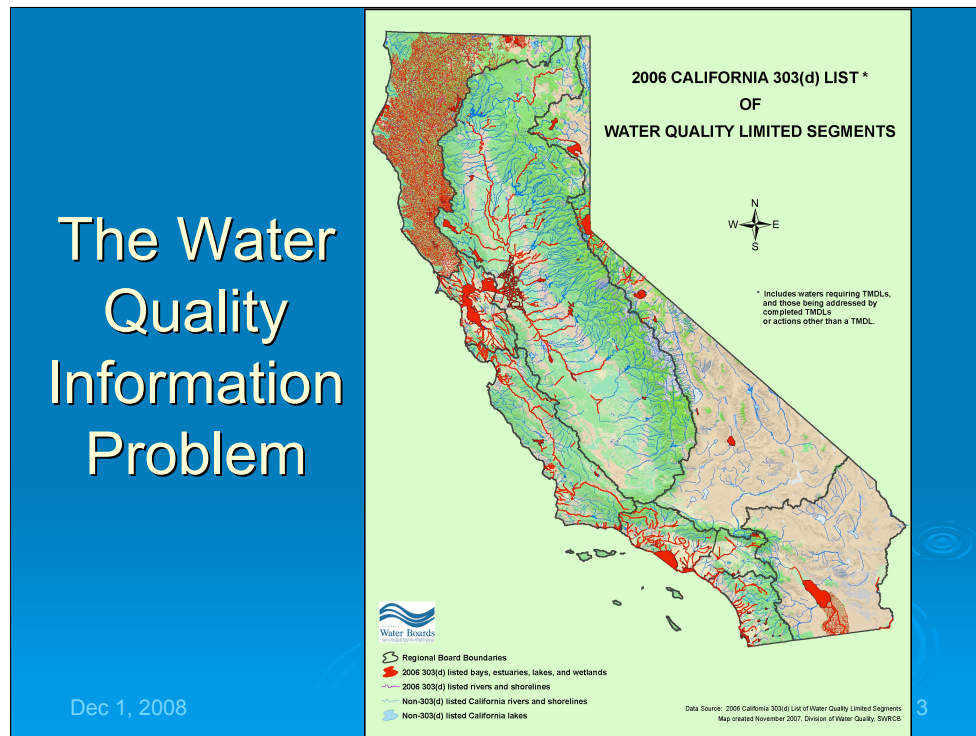 The Water
Quality
Information
Problem
Dec 1, 2008
2006 CALIFORNIA 303(d) LIST *
OF
WATER QUALITY LIMITED SEGMENTS
N
W E
S
* Includes waters requiring TMDLs,
and those being addressed by
completed TMDLs
or actions other than a TMDL.
Water Boards
Regional Board Boundaries
2006 303(d) listed bays, estuaries, lakes, and wetlands
2006 303(d) listed rivers and shorelines
Non-303(d) listed California rivers and shorelines
Non-303(d) listed California lakes
Data Source: 2006 California 303(d) List of Water Quality Limited Segments
Map created November 2007, Division of Water Quality, SWRCB
3